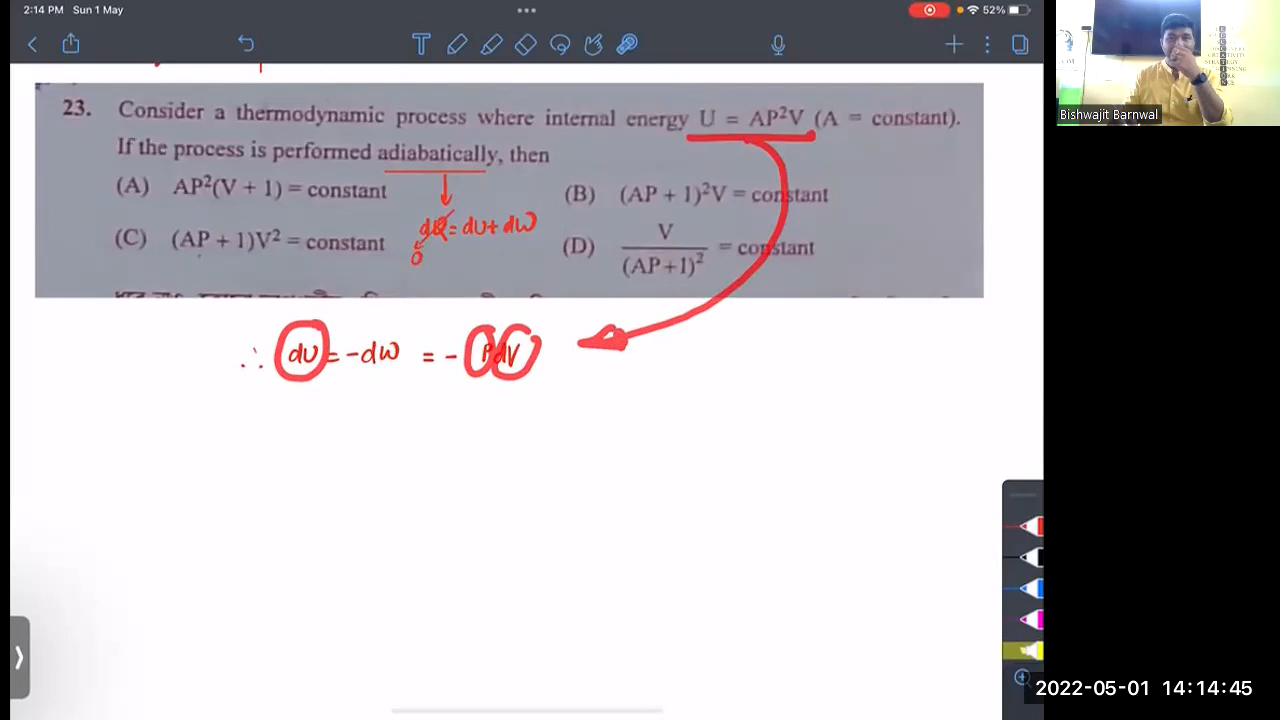 2:14 PM Sun 1 May
52%
Bishwajit Barnwal
23. Consider a thermodynamic process where internal energy U = AP²V (A = constant).
If the process is performed adiabatically, then
(A) AP²(V + 1) = constant
(B) (AP + 1)²V = constant
(C) (AP + 1)V² = constant
(D) V/(AP+1)² = constant
dQ = dU + dW
0
∴ dU = -dW = - PdV
2022-05-01 14:14:45